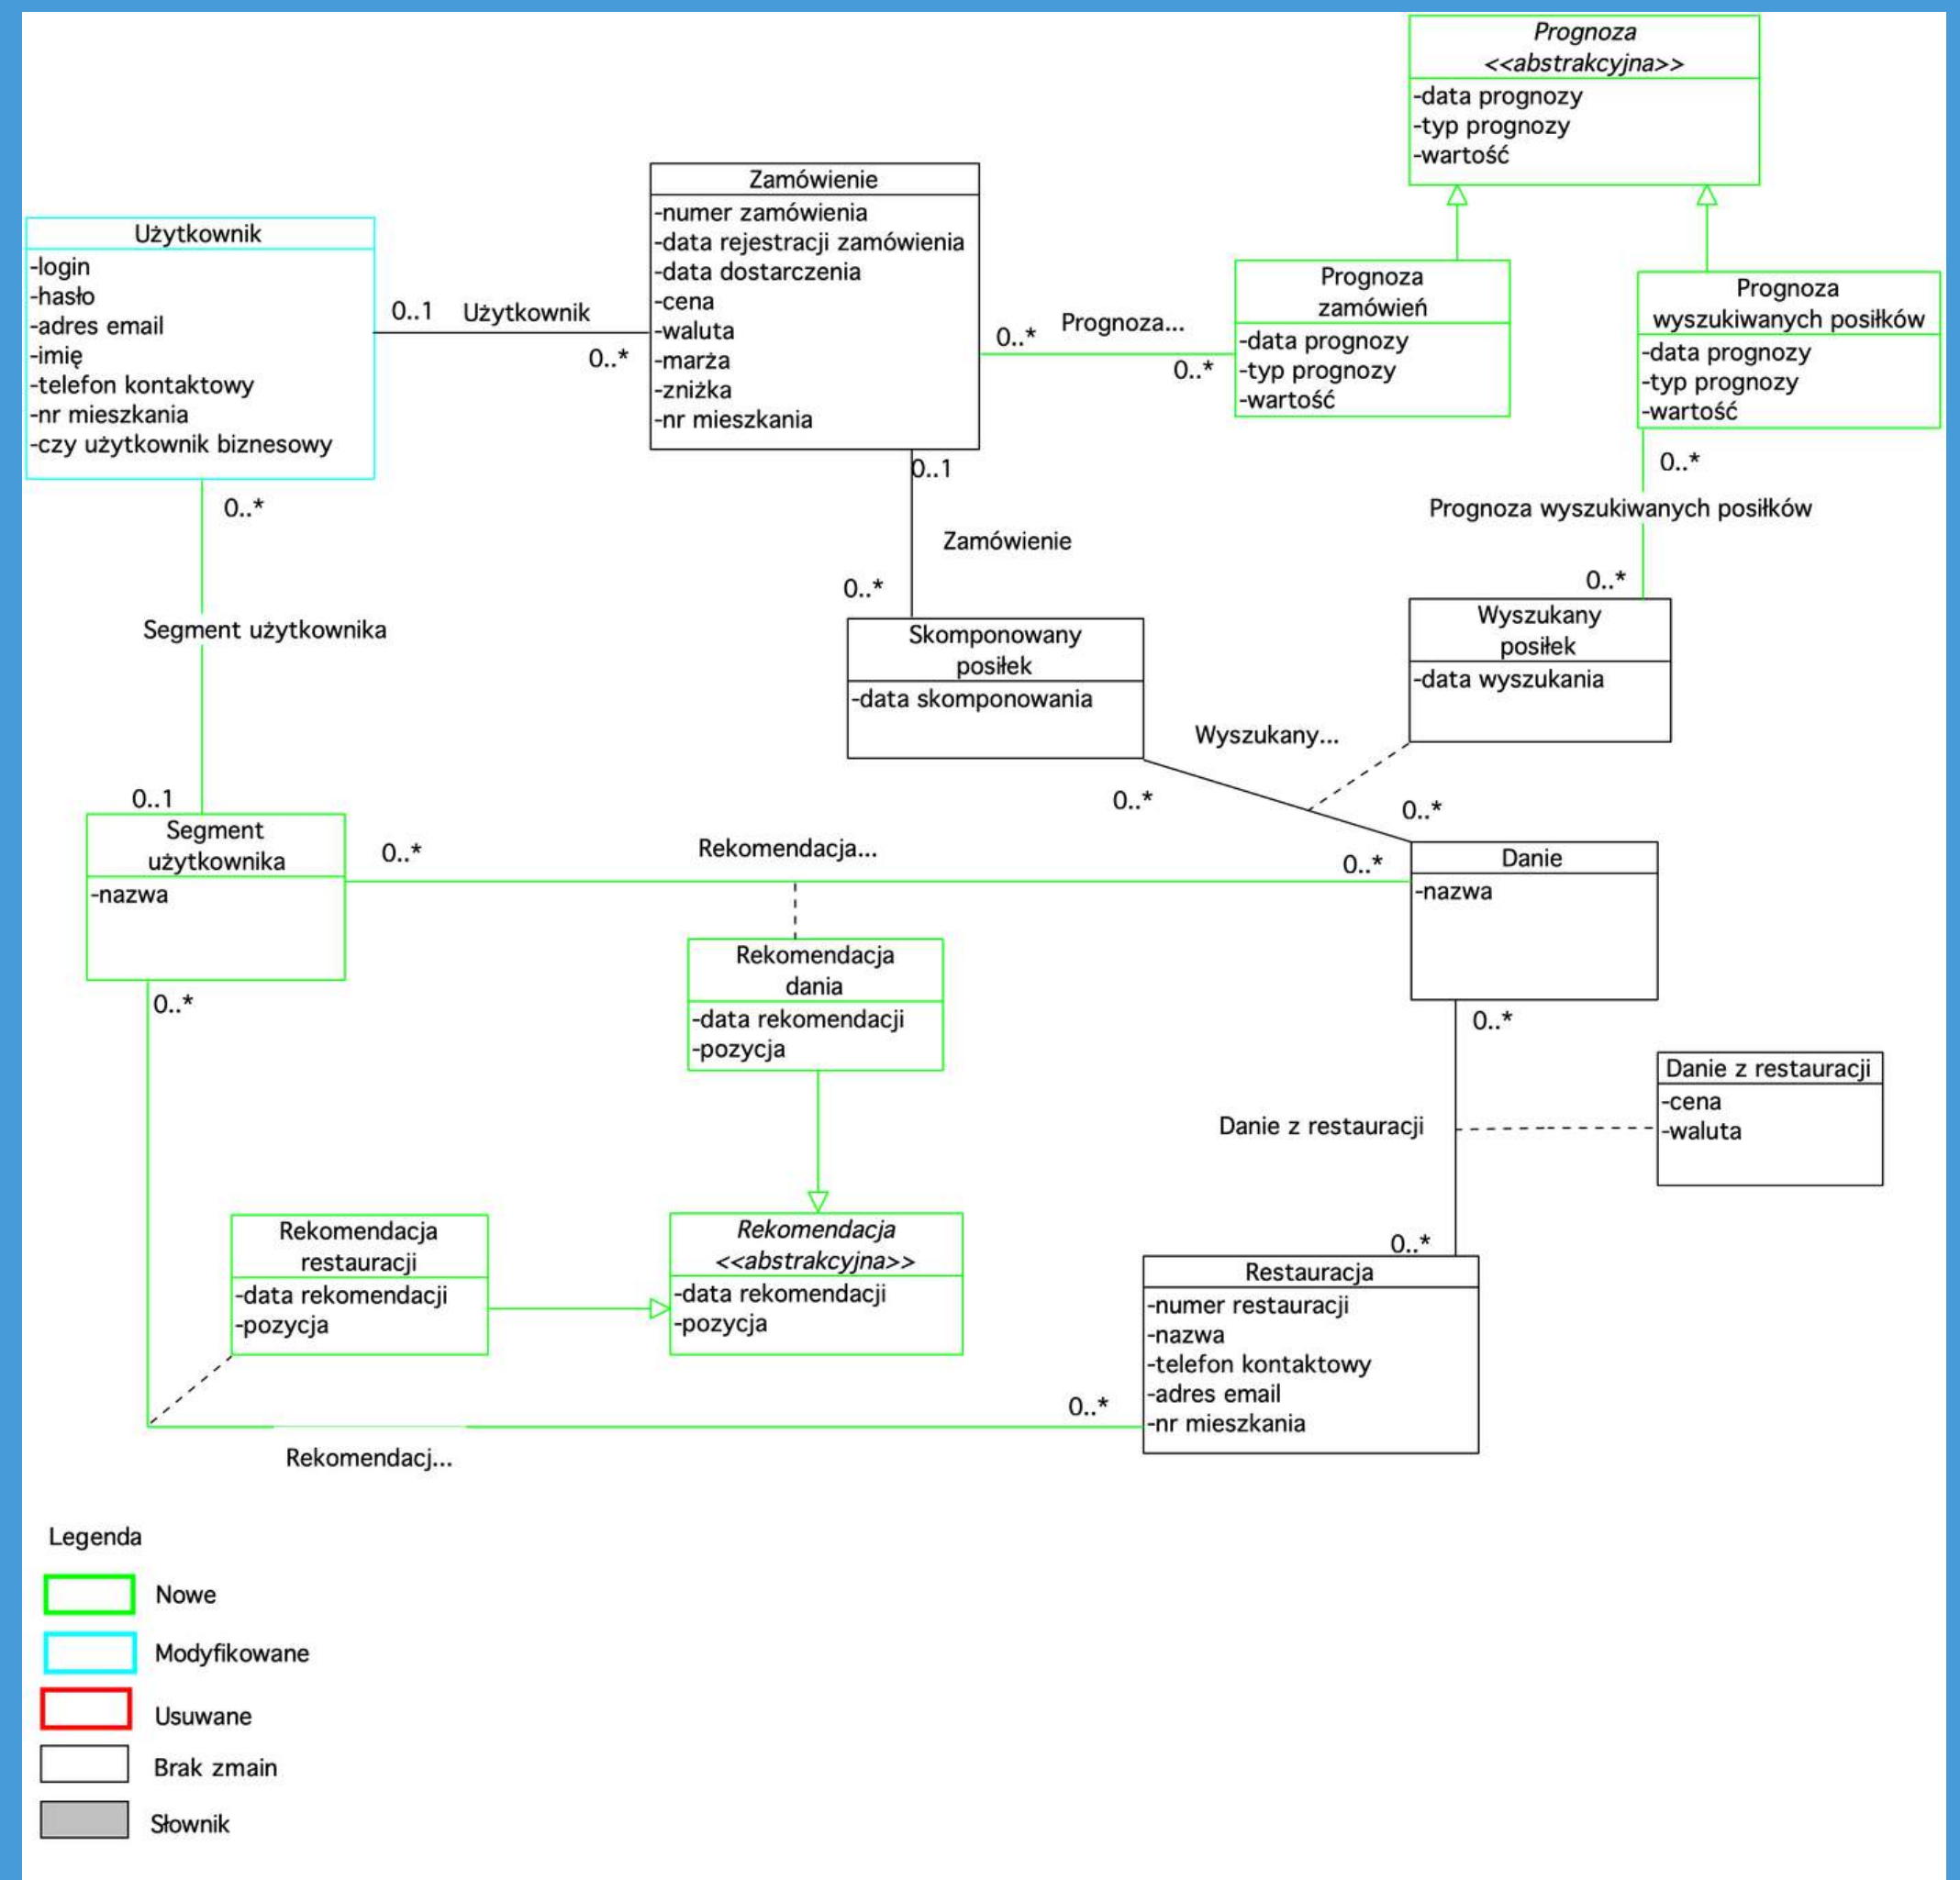 Prognoza
<<abstrakcyjna>>
-data prognozy
-typ prognozy
-wartość
Zamówienie
-numer zamówienia
-data rejestracji zamówienia
-data dostarczenia
-cena
-waluta
-marża
-zniżka
-nr mieszkania
Użytkownik
-login
-hasło
-adres email
-imię
-telefon kontaktowy
-nr mieszkania
-czy użytkownik biznesowy
0..1
Użytkownik
0..*
Prognoza
zamówień
-data prognozy
-typ prognozy
-wartość
0..*
Prognoza...
0..*
Prognoza
wyszukiwanych posiłków
-data prognozy
-typ prognozy
-wartość
0..*
Prognoza wyszukiwanych posiłków
0..*
0..*
Segment użytkownika
0..1
0..1
Zamówienie
0..*
Skomponowany
posiłek
-data skomponowania
Wyszukany
posiłek
-data wyszukania
Wyszukany...
0..*
0..*
Segment
użytkownika
-nazwa
0..*
Rekomendacja...
0..*
Danie
-nazwa
Rekomendacja
dania
-data rekomendacji
-pozycja
0..*
0..*
Danie z restauracji
-cena
-waluta
Danie z restauracji
0..*
Rekomendacja
restauracji
-data rekomendacji
-pozycja
Rekomendacja
<<abstrakcyjna>>
-data rekomendacji
-pozycja
Restauracja
-numer restauracji
-nazwa
-telefon kontaktowy
-adres email
-nr mieszkania
0..*
Rekomendacj...
Legenda
Nowe
Modyfikowane
Usuwane
Brak zmain
Słownik